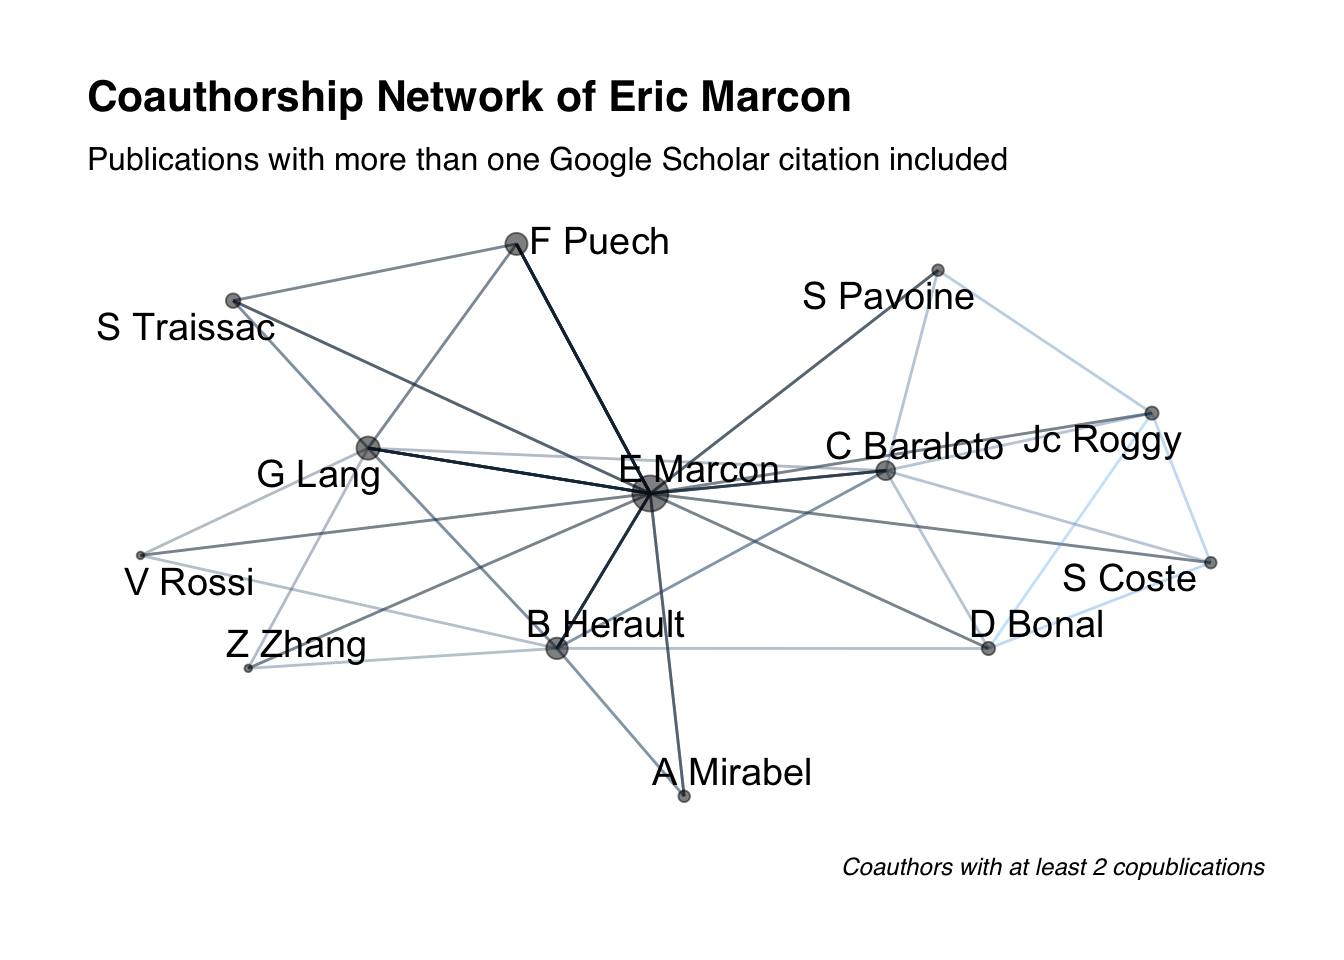 Coauthorship Network of Eric Marcon
Publications with more than one Google Scholar citation included
F Puech
S Pavoine
S Traissac
C Baraloto
Jc Roggy
E Marcon
G Lang
V Rossi
S Coste
B Herault
D Bonal
Z Zhang
A Mirabel
Coauthors with at least 2 copublications